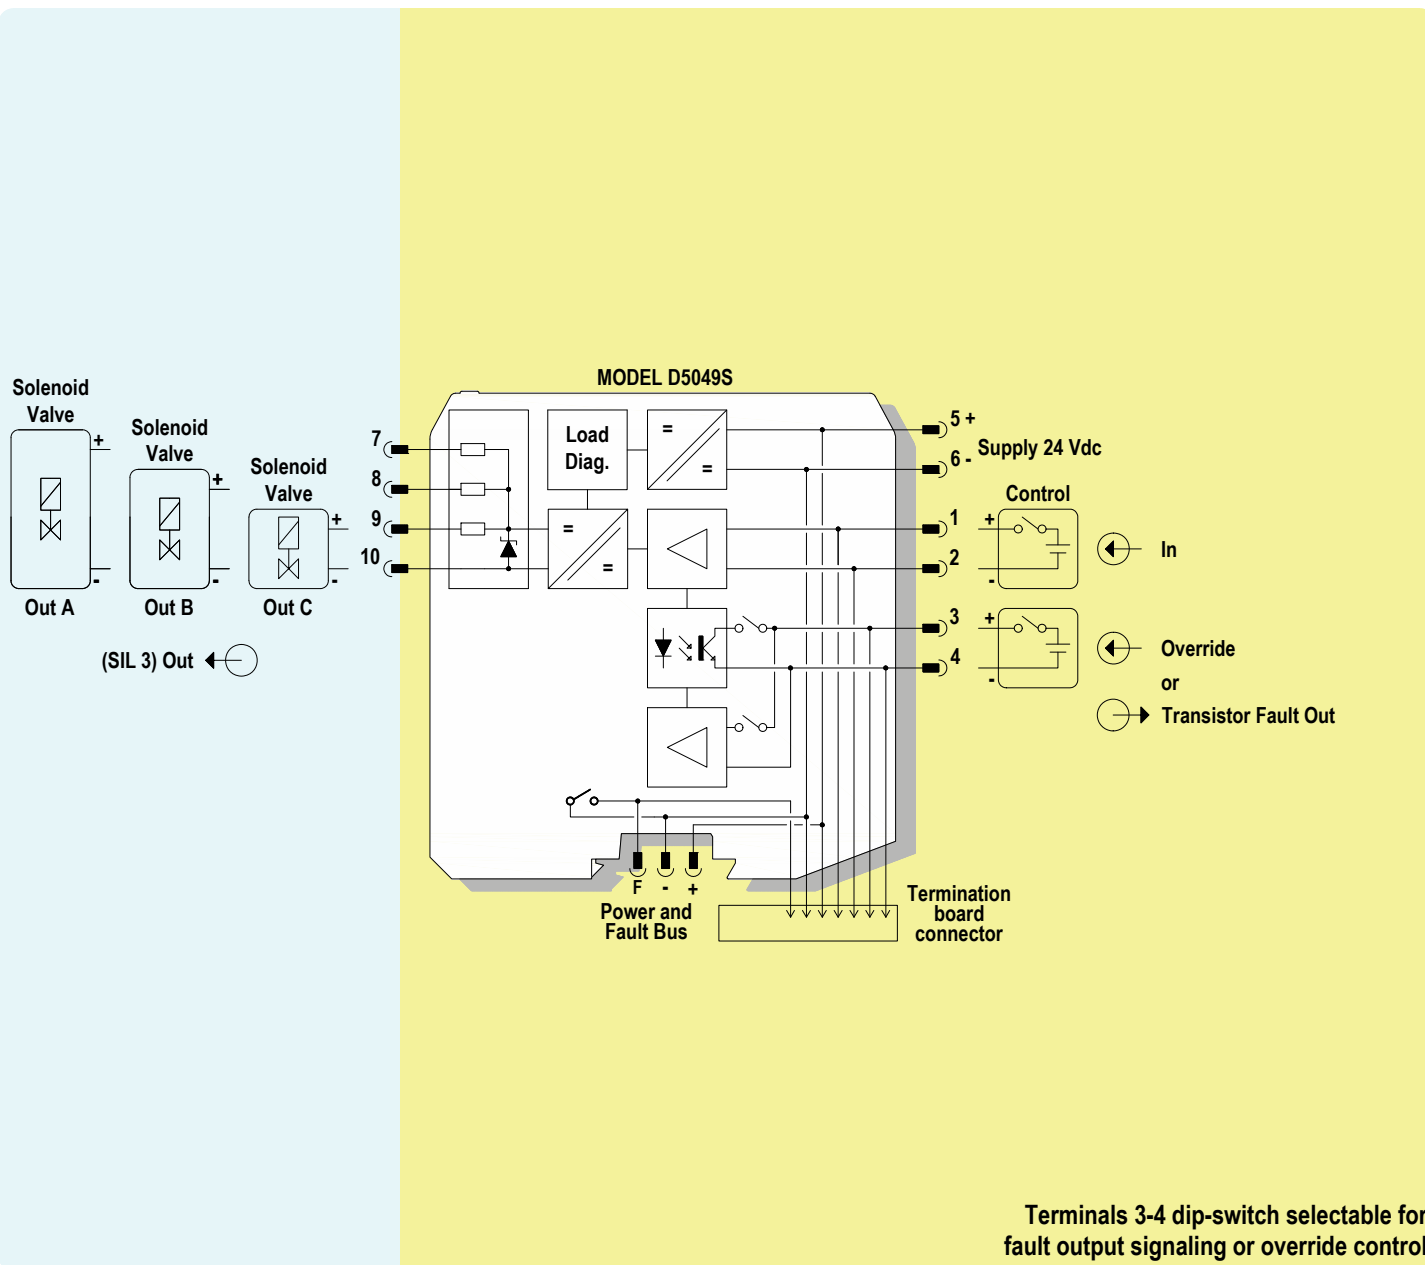 MODEL D5049S
Solenoid
Valve
+
-
Out A
Solenoid
Valve
+
-
Out B
Solenoid
Valve
+
-
Out C
(SIL 3) Out
7
8
9
10
Load
Diag.
=
=
=
=
5 +
6 -
Supply 24 Vdc
1
2
Control
+
-
In
3
4
+
-
Override
or
Transistor Fault Out
F - +
Power and
Fault Bus
Termination
board
connector
Terminals 3-4 dip-switch selectable for
fault output signaling or override control